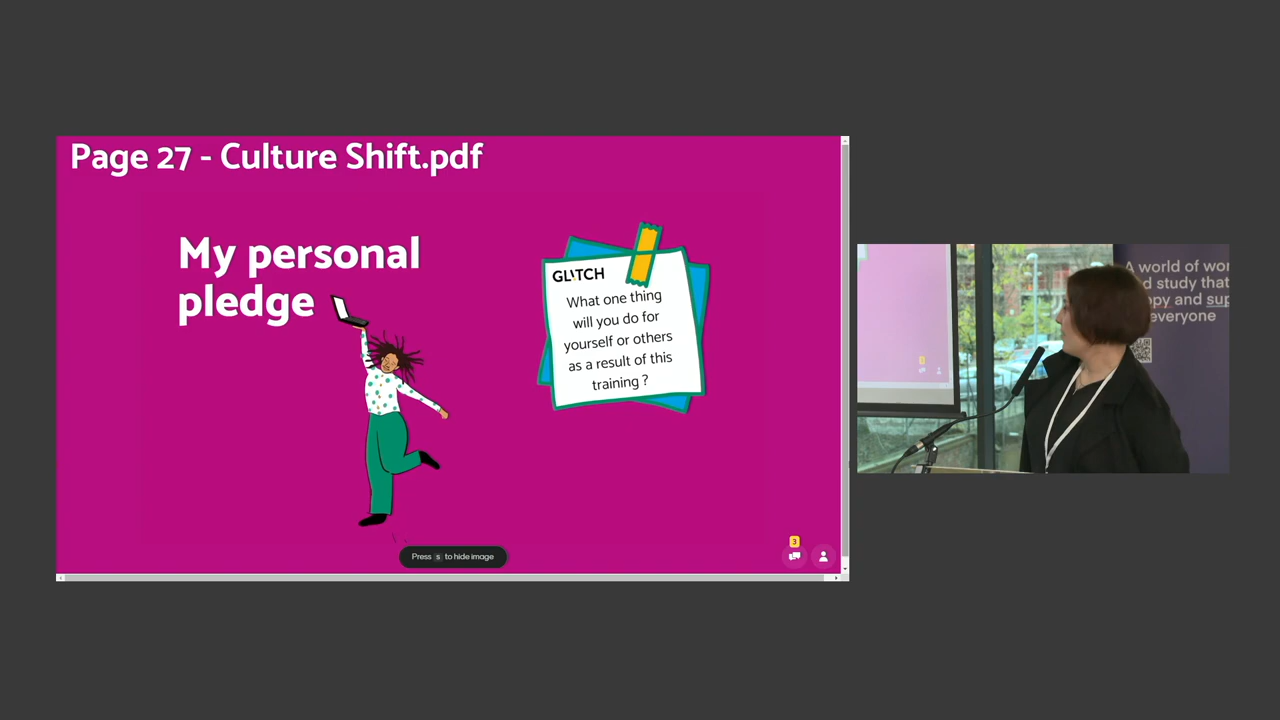 Page 27 - Culture Shift.pdf
My personal
pledge
GLITCH
What one thing
will you do for
yourself or others
as a result of this
training ?
Press s to hide image
3
A world of wor
d study that
ppy and sup
everyone